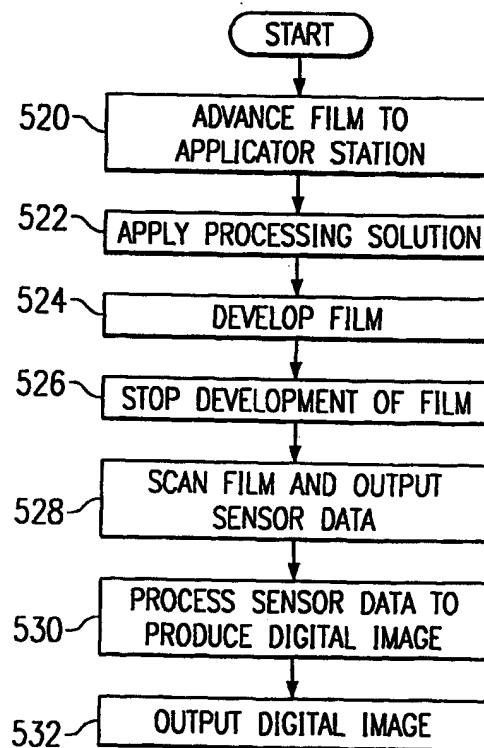 START
520
ADVANCE FILM TO
APPLICATOR STATION
522
APPLY PROCESSING SOLUTION
524
DEVELOP FILM
526
STOP DEVELOPMENT OF FILM
528
SCAN FILM AND OUTPUT
SENSOR DATA
530
PROCESS SENSOR DATA TO
PRODUCE DIGITAL IMAGE
532
OUTPUT DIGITAL IMAGE